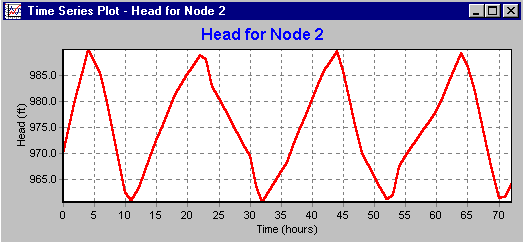 Time Series Plot - Head for Node 2
Head for Node 2
985.0
980.0
975.0
970.0
965.0
Head (ft)
0 5 10 15 20 25 30 35 40 45 50 55 60 65 70
Time (hours)